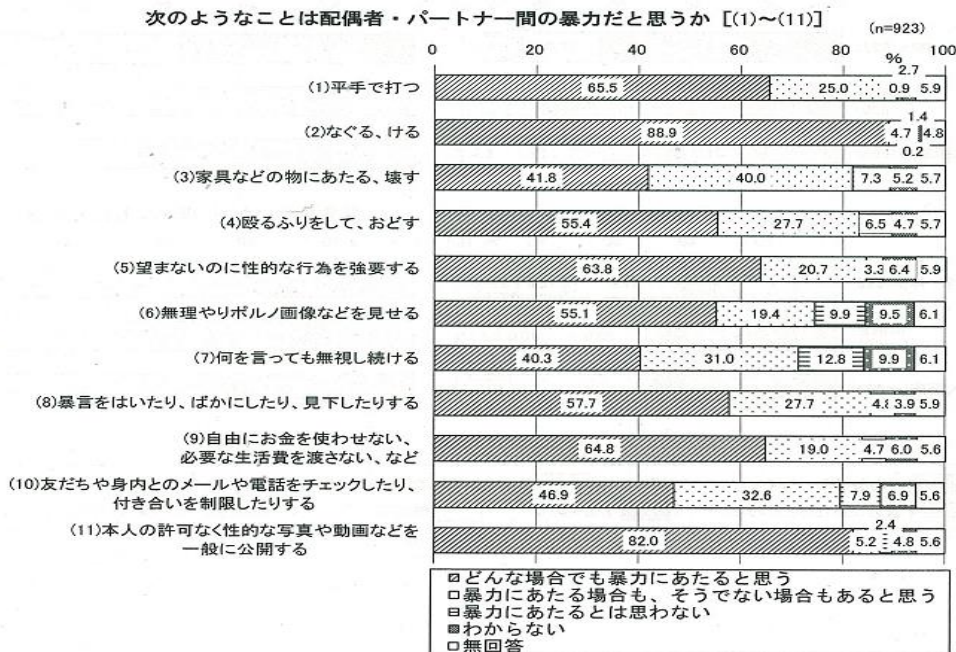 次のようなことは配偶者・パートナー間の暴力だと思うか [(1)～(11)]
(n=923)
0 20 40 60 80 100
%
2.7
(1)平手で打つ 65.5 25.0 0.9 5.9
1.4
(2)なぐる、ける 88.9 4.7 4.8
0.2
(3)家具などの物にあたる、壊す 41.8 40.0 7.3 5.2 5.7
(4)殴るふりをして、おどす 55.4 27.7 6.5 4.7 5.7
(5)望まないのに性的な行為を強要する 63.8 20.7 3.3 6.4 5.9
(6)無理やりポルノ画像などを見せる 55.1 19.4 9.9 9.5 6.1
(7)何を言っても無視し続ける 40.3 31.0 12.8 9.9 6.1
(8)暴言をはいたり、ばかにしたり、見下したりする 57.7 27.7 4.8 3.9 5.9
(9)自由にお金を使わせない、
必要な生活費を渡さない、など 64.8 19.0 4.7 6.0 5.6
(10)友だちや身内とのメールや電話をチェックしたり、
付き合いを制限したりする 46.9 32.6 7.9 6.9 5.6
2.4
(11)本人の許可なく性的な写真や動画などを
一般に公開する 82.0 5.2 4.8 5.6
どんな場合でも暴力にあたると思う
暴力にあたる場合も、そうでない場合もあると思う
暴力にあたるとは思わない
わからない
無回答